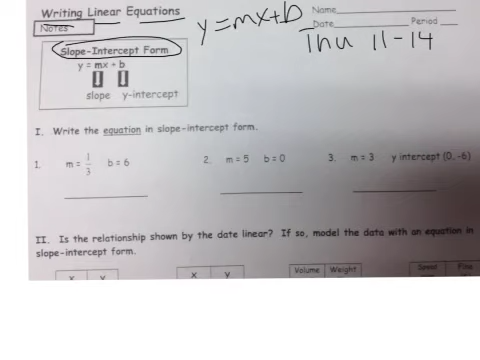 Writing Linear Equations
y=mx+b
Name
Notes
Date
Period
Thu 11-14
Slope-Intercept Form
y = mx + b
slope y-intercept
I. Write the equation in slope-intercept form.
1. m = 1/3 b = 6
2. m = 5 b = 0
3. m = 3 y intercept (0, -6)
II. Is the relationship shown by the date linear? If so, model the data with an equation in
slope-intercept form.
x y
x y
Volume Weight